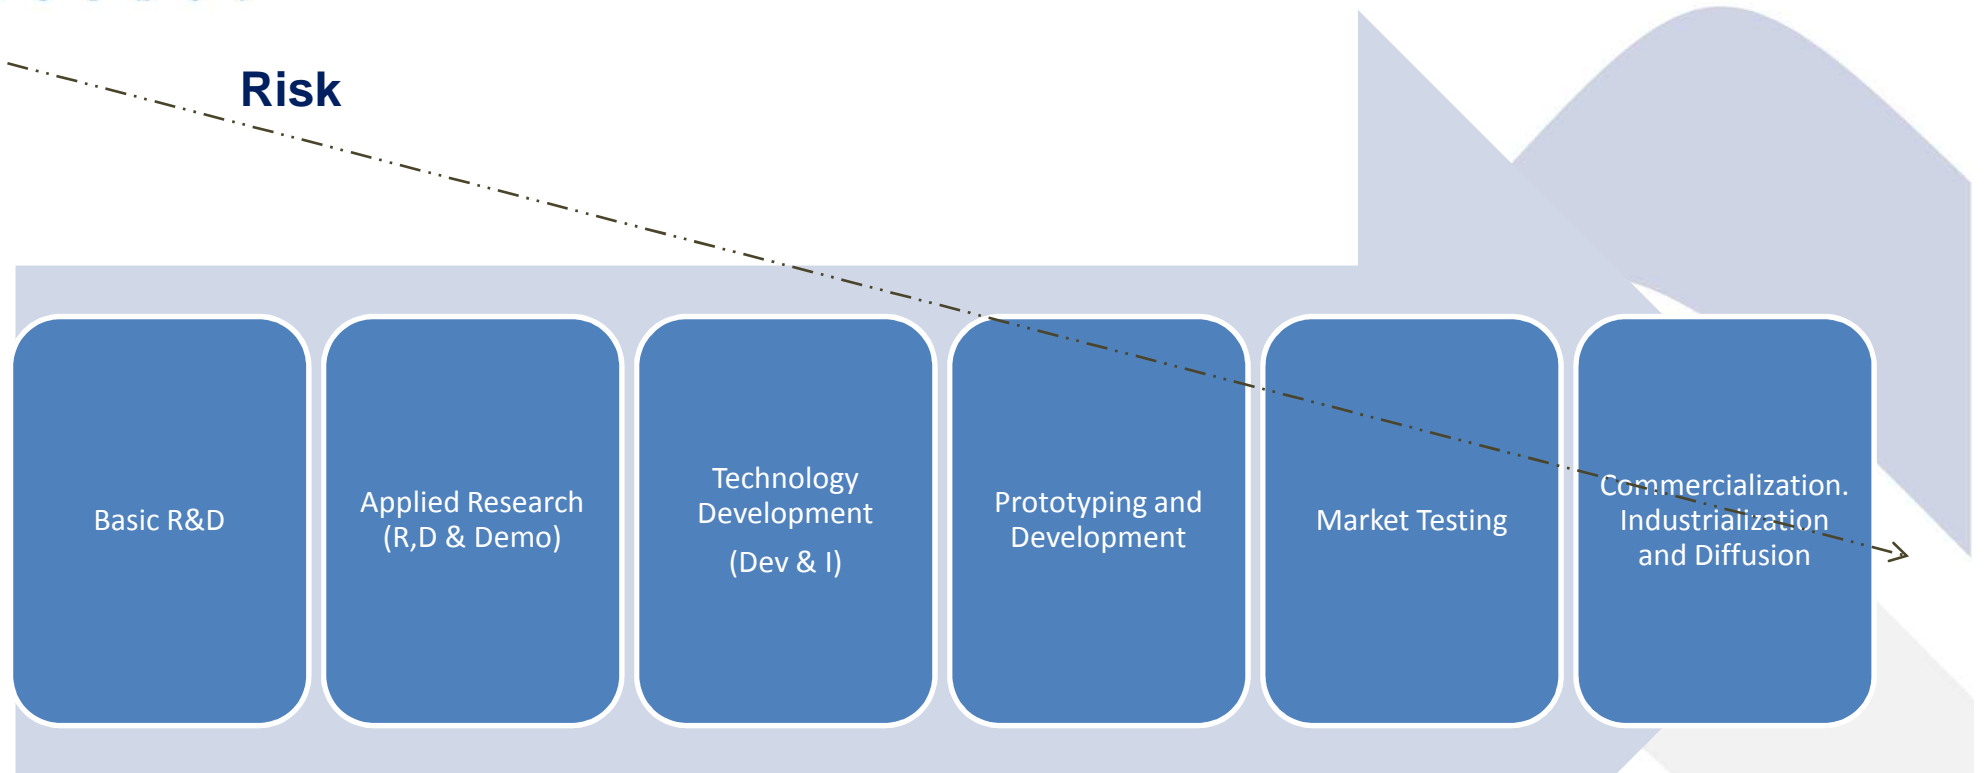 Risk
Basic R&D
Applied Research
(R,D & Demo)
Technology
Development
(Dev & I)
Prototyping and
Development
Market Testing
Commercialization.
Industrialization
and Diffusion